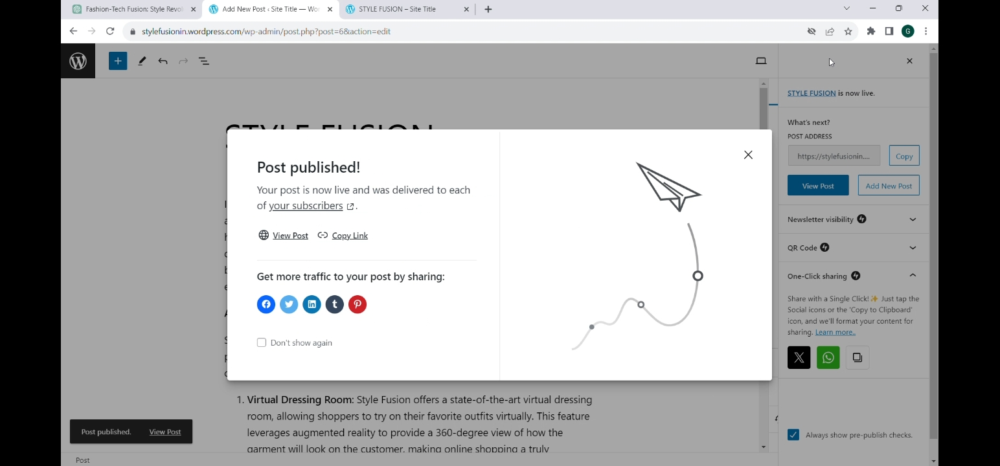 Fashion-Tech Fusion: Style Revol
Add New Post ‹ Site Title — Wor
STYLE FUSION – Site Title
stylefusionin.wordpress.com/wp-admin/post.php?post=6&action=edit
G
STYLE FUSION is now live.
What's next?
POST ADDRESS
https://stylefusionin....
Copy
View Post
Add New Post
Newsletter visibility
QR Code
One-Click sharing
Share with a Single Click!✨ Just tap the
Social icons or the 'Copy to Clipboard'
icon, and we'll format your content for
sharing. Learn more..
Always show pre-publish checks.
STYLE FUSION
Post published!
Your post is now live and was delivered to each
of your subscribers.
View Post
Copy Link
Get more traffic to your post by sharing:
Don't show again
1. Virtual Dressing Room: Style Fusion offers a state-of-the-art virtual dressing
room, allowing shoppers to try on their favorite outfits virtually. This feature
leverages augmented reality to provide a 360-degree view of how the
garment will look on the customer, making online shopping a truly
Post published.
View Post
Post